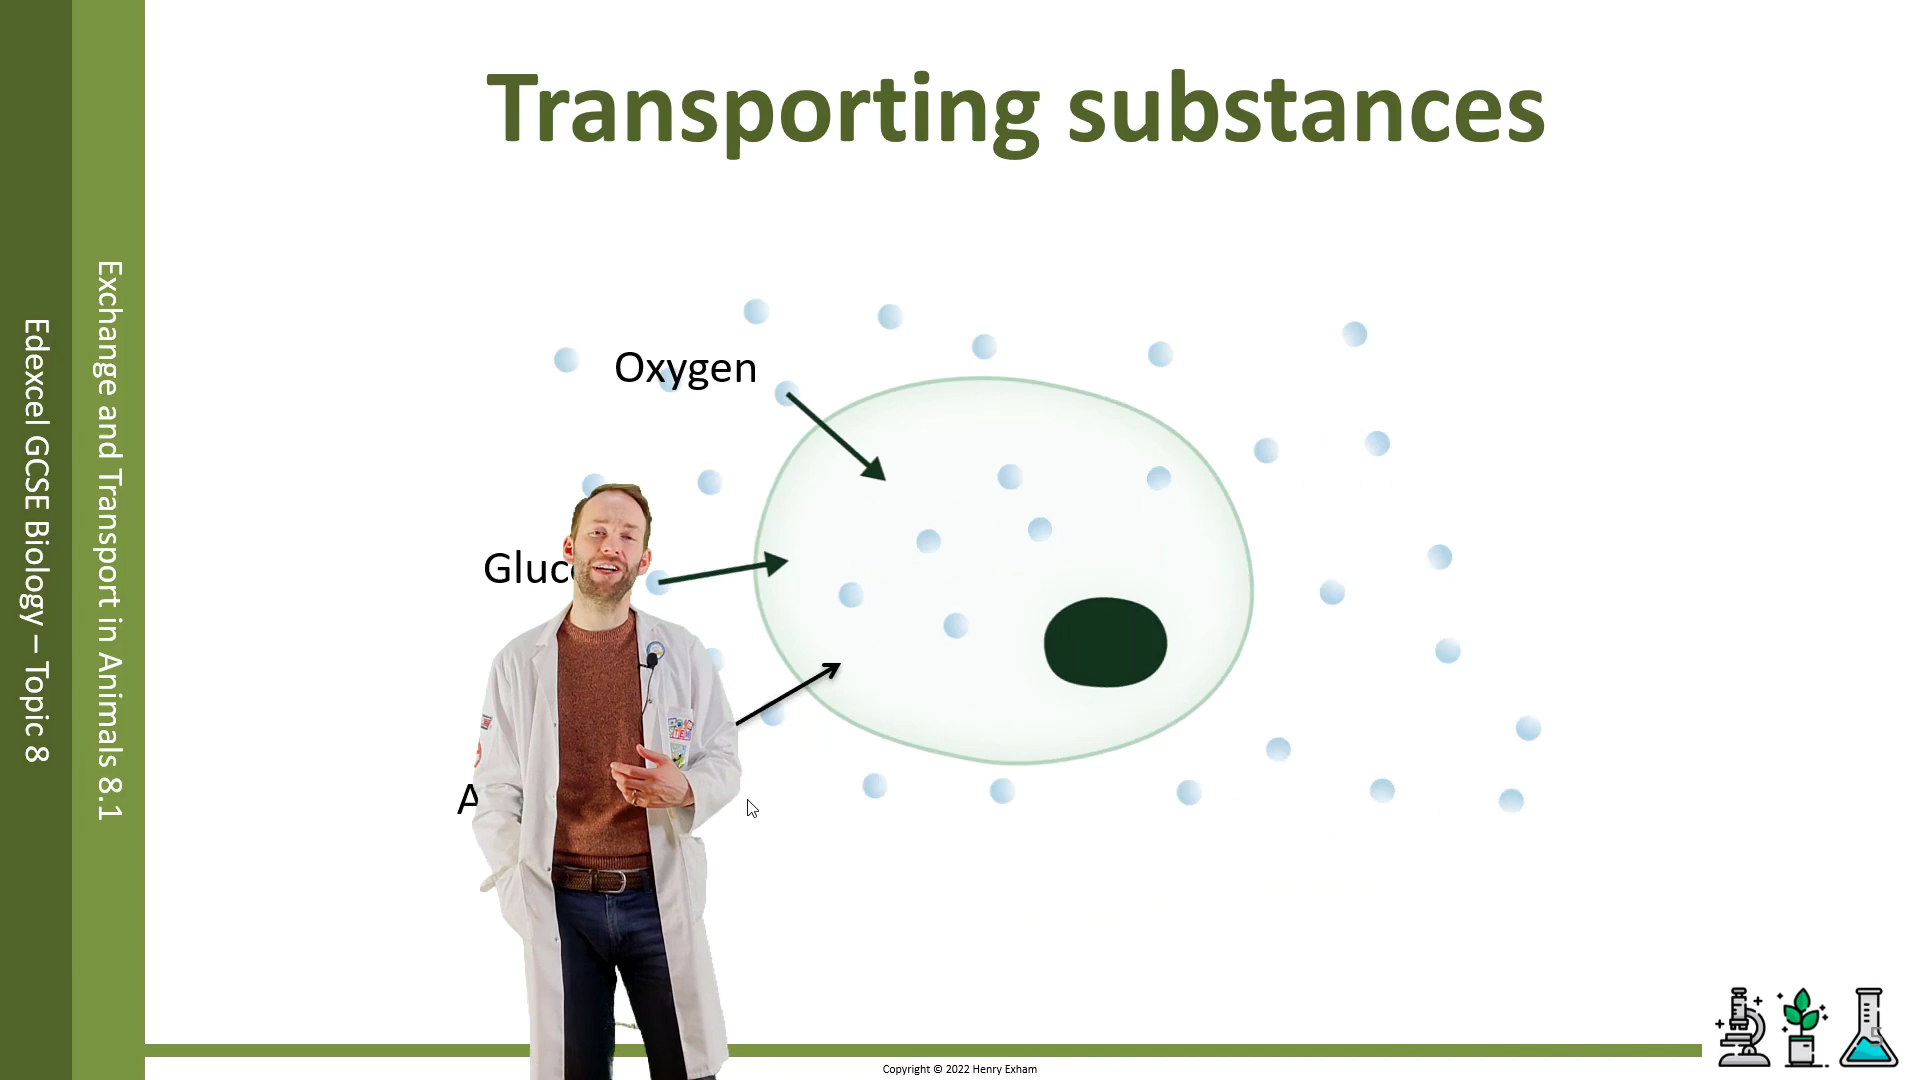 Transporting substances
Exchange and Transport in Animals 8.1
Edexcel GCSE Biology – Topic 8
Oxygen
Gluc
A
Copyright © 2022 Henry Exham